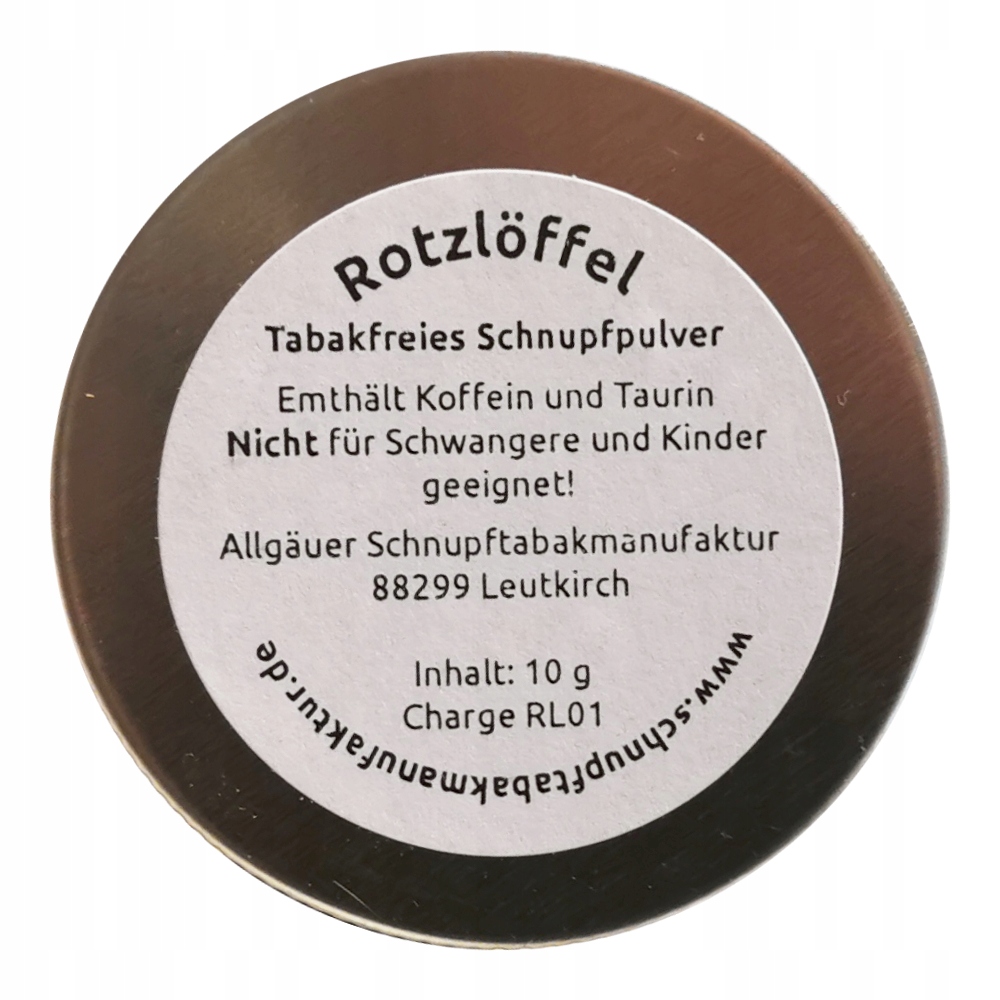 Rotzlöffel
Tabakfreies Schnupfpulver
Emthält Koffein und Taurin
Nicht für Schwangere und Kinder
geeignet!
Allgäuer Schnupftabakmanufaktur
88299 Leutkirch
Inhalt: 10 g
Charge RL01
www.schnupftabakmanufaktur.de